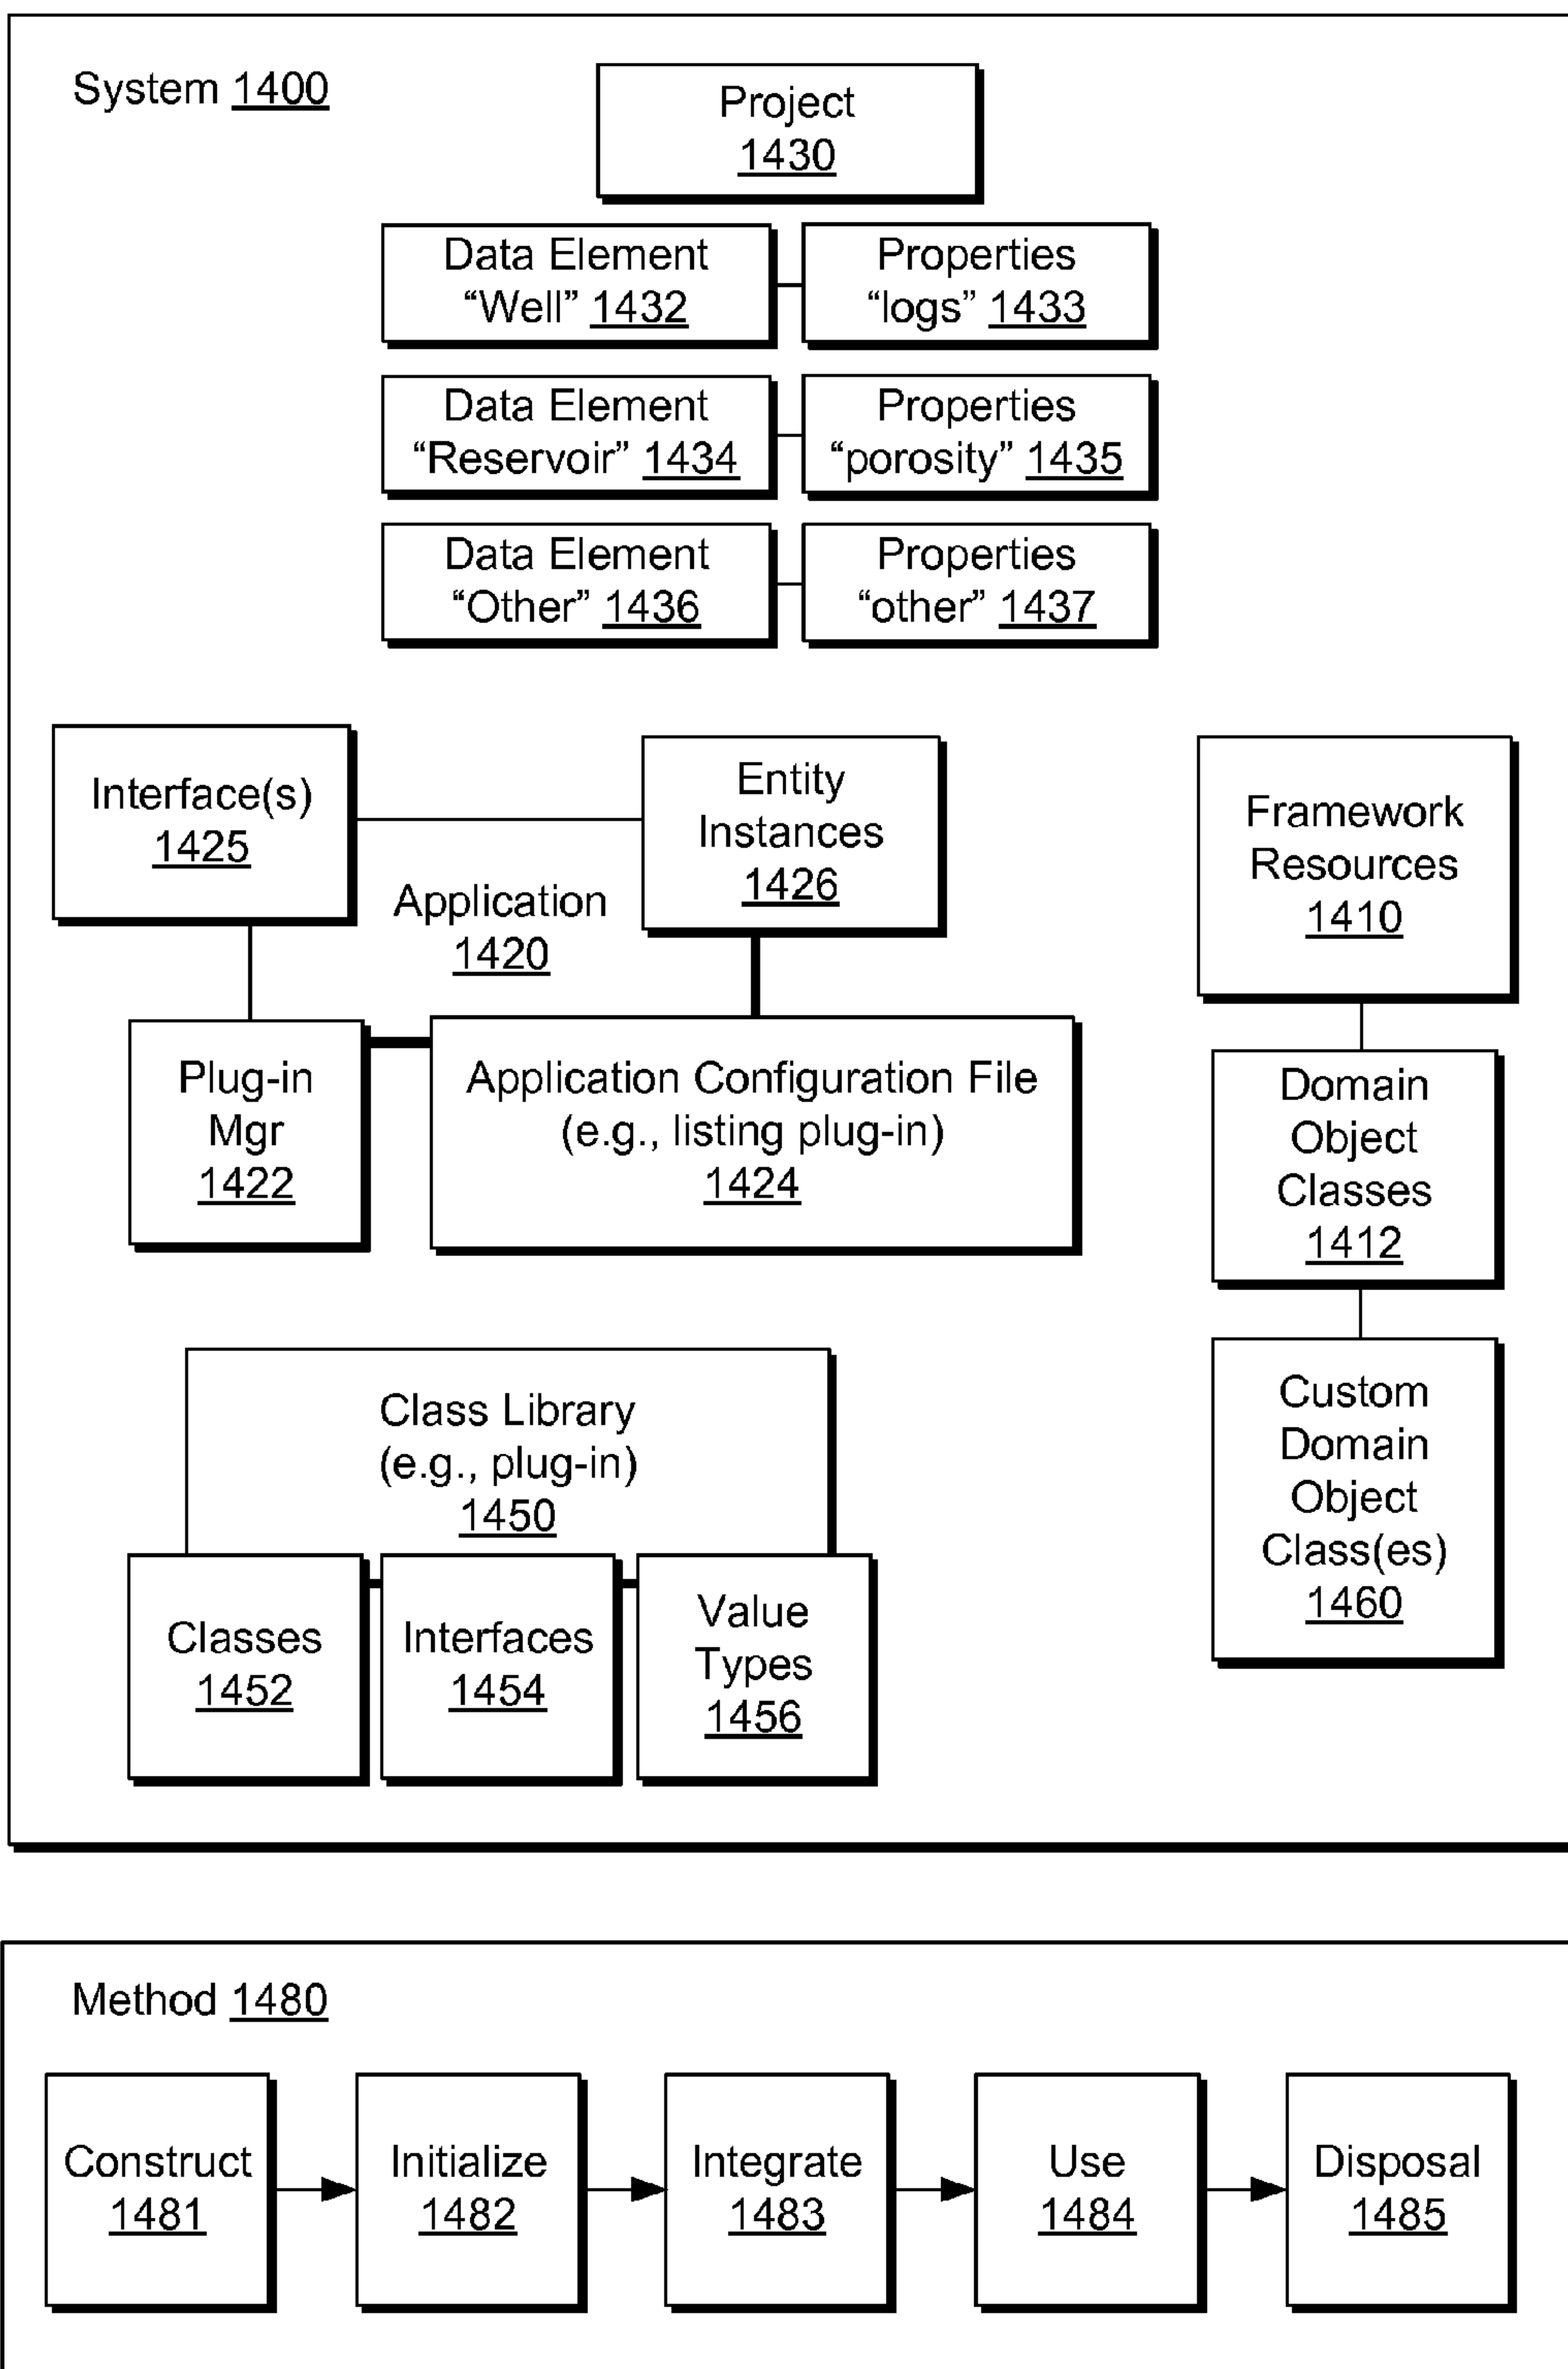 System 1400
Project
1430
Data Element
“Well” 1432
Properties
“logs” 1433
Data Element
“Reservoir” 1434
Properties
“porosity” 1435
Data Element
“Other” 1436
Properties
“other” 1437
Interface(s)
1425
Entity
Instances
1426
Application
1420
Plug-in
Mgr
1422
Application Configuration File
(e.g., listing plug-in)
1424
Framework
Resources
1410
Domain
Object
Classes
1412
Custom
Domain
Object
Class(es)
1460
Class Library
(e.g., plug-in)
1450
Classes
1452
Interfaces
1454
Value
Types
1456
Method 1480
Construct
1481
Initialize
1482
Integrate
1483
Use
1484
Disposal
1485